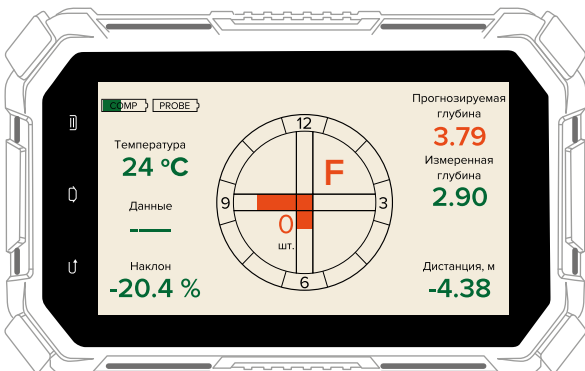 COMP
PROBE
Температура
24 ºC
Данные
-----
Наклон
-20.4 %
12
F
9
3
0
шт.
6
Прогнозируемая
глубина
3.79
Измеренная
глубина
2.90
Дистанция, м
-4.38